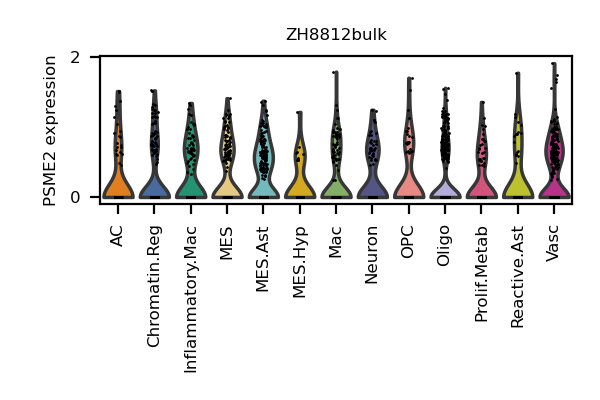 ZH8812bulk
PSME2 expression
2
0
AC
Chromatin.Reg
Inflammatory.Mac
MES
MES.Ast
MES.Hyp
Mac
Neuron
OPC
Oligo
Prolif.Metab
Reactive.Ast
Vasc